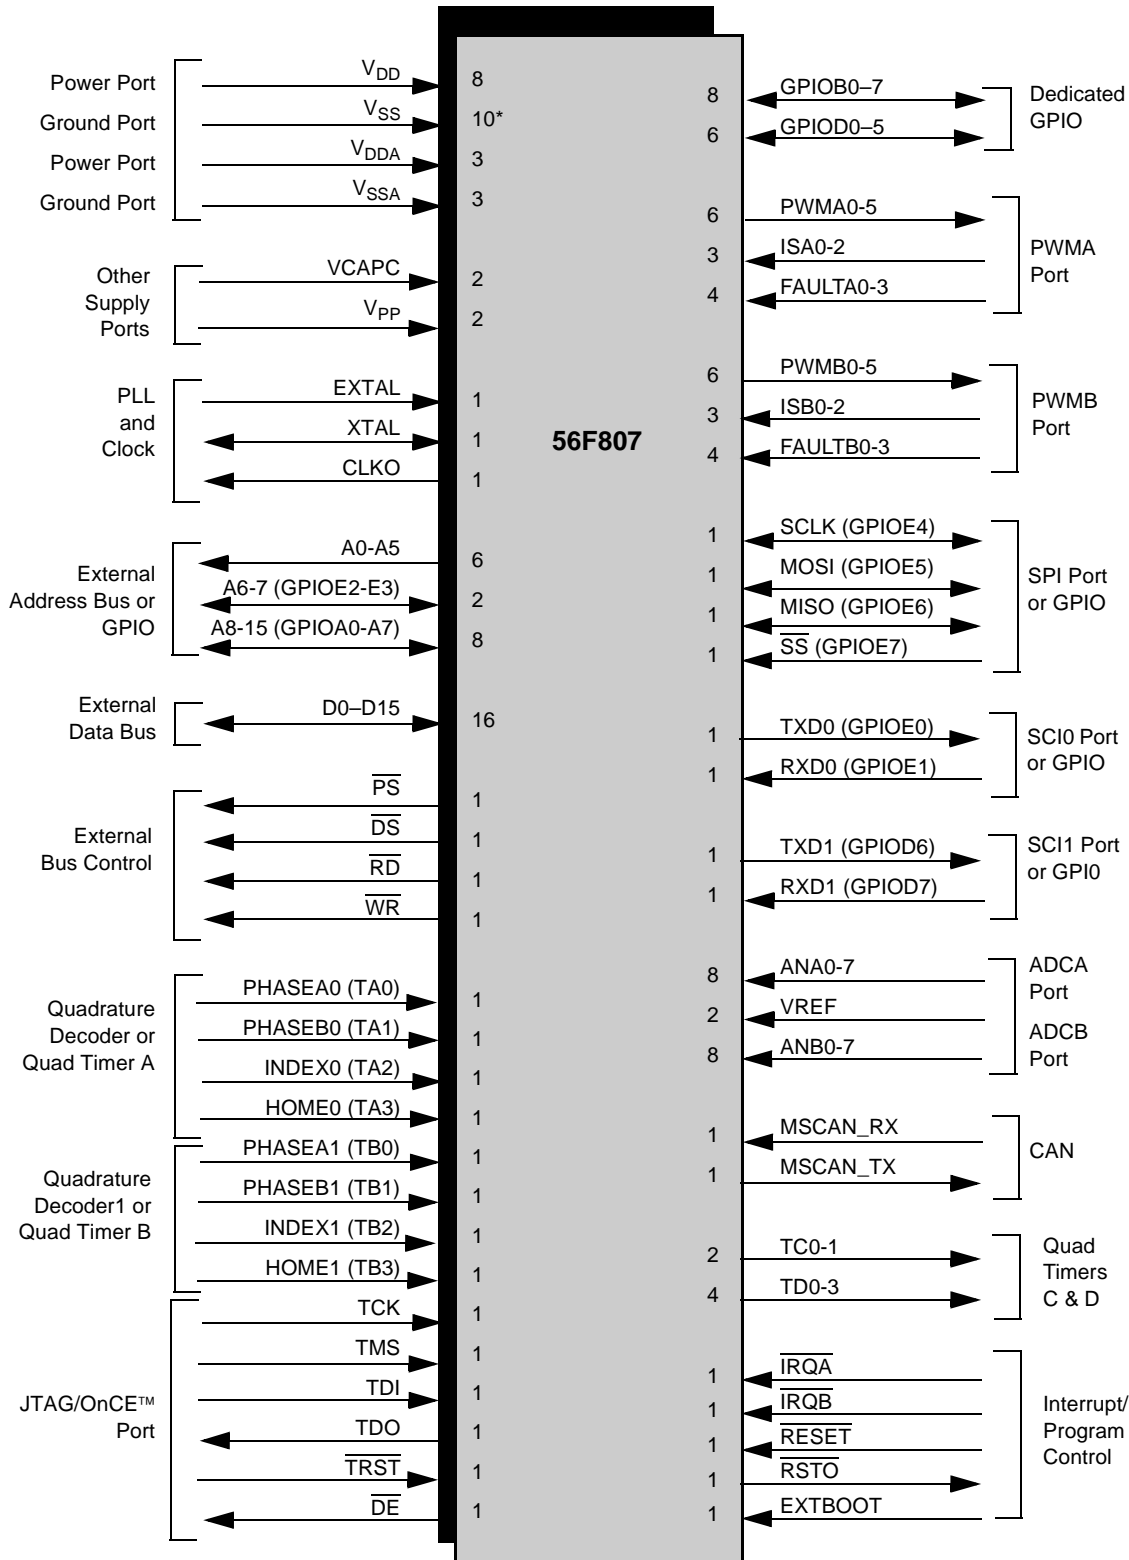 Power Port
Ground Port
Power Port
Ground Port
VDD
VSS
VDDA
VSSA
8
10*
3
3
Other
Supply
Ports
VCAPC
VPP
2
2
PLL
and
Clock
EXTAL
XTAL
CLKO
1
1
1
External
Address Bus or
GPIO
A0-A5
A6-7 (GPIOE2-E3)
A8-15 (GPIOA0-A7)
6
2
8
External
Data Bus
D0–D15
16
External
Bus Control
PS
DS
RD
WR
1
1
1
1
Quadrature
Decoder or
Quad Timer A
PHASEA0 (TA0)
PHASEB0 (TA1)
INDEX0 (TA2)
HOME0 (TA3)
1
1
1
1
Quadrature
Decoder1 or
Quad Timer B
PHASEA1 (TB0)
PHASEB1 (TB1)
INDEX1 (TB2)
HOME1 (TB3)
1
1
1
1
JTAG/OnCE™
Port
TCK
TMS
TDI
TDO
TRST
DE
1
1
1
1
1
1
56F807
8
6
GPIOB0–7
GPIOD0–5
Dedicated
GPIO
6
3
4
PWMA0-5
ISA0-2
FAULTA0-3
PWMA
Port
6
3
4
PWMB0-5
ISB0-2
FAULTB0-3
PWMB
Port
1
1
1
1
SCLK (GPIOE4)
MOSI (GPIOE5)
MISO (GPIOE6)
SS (GPIOE7)
SPI Port
or GPIO
1
1
TXD0 (GPIOE0)
RXD0 (GPIOE1)
SCI0 Port
or GPIO
1
1
TXD1 (GPIOD6)
RXD1 (GPIOD7)
SCI1 Port
or GPI0
8
2
8
ANA0-7
VREF
ANB0-7
ADCA
Port
ADCB
Port
1
1
MSCAN_RX
MSCAN_TX
CAN
2
4
TC0-1
TD0-3
Quad
Timers
C & D
1
1
1
1
1
IRQA
IRQB
RESET
RSTO
EXTBOOT
Interrupt/
Program
Control